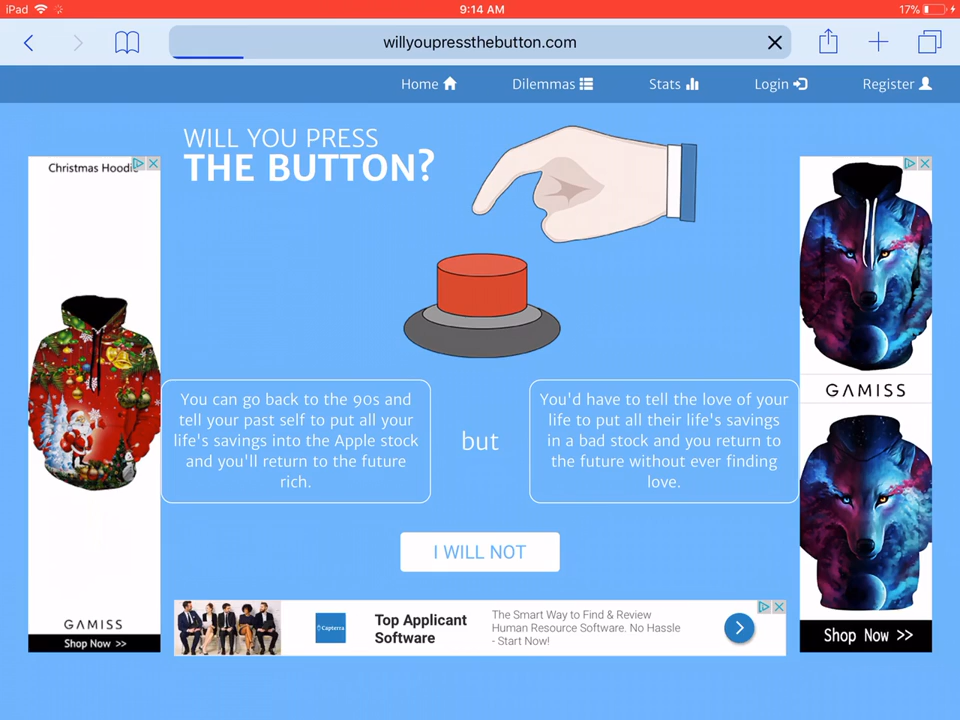 iPad
9:14 AM
17%
willyoupressthebutton.com
Home
Dilemmas
Stats
Login
Register
WILL YOU PRESS
THE BUTTON?
Christmas Hoodie
GAMISS
Shop Now >>
You can go back to the 90s and
tell your past self to put all your
life's savings into the Apple stock
and you'll return to the future
rich.
but
You'd have to tell the love of your
life to put all their life's savings
in a bad stock and you return to
the future without ever finding
love.
I WILL NOT
GAMISS
Shop Now >>
Capterra
Top Applicant
Software
The Smart Way to Find & Review
Human Resource Software. No Hassle
- Start Now!